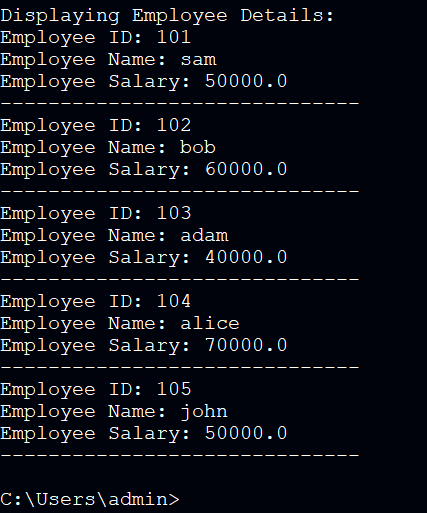 Displaying Employee Details:
Employee ID: 101
Employee Name: sam
Employee Salary: 50000.0
------------------------------
Employee ID: 102
Employee Name: bob
Employee Salary: 60000.0
------------------------------
Employee ID: 103
Employee Name: adam
Employee Salary: 40000.0
------------------------------
Employee ID: 104
Employee Name: alice
Employee Salary: 70000.0
------------------------------
Employee ID: 105
Employee Name: john
Employee Salary: 50000.0
------------------------------
C:\Users\admin>